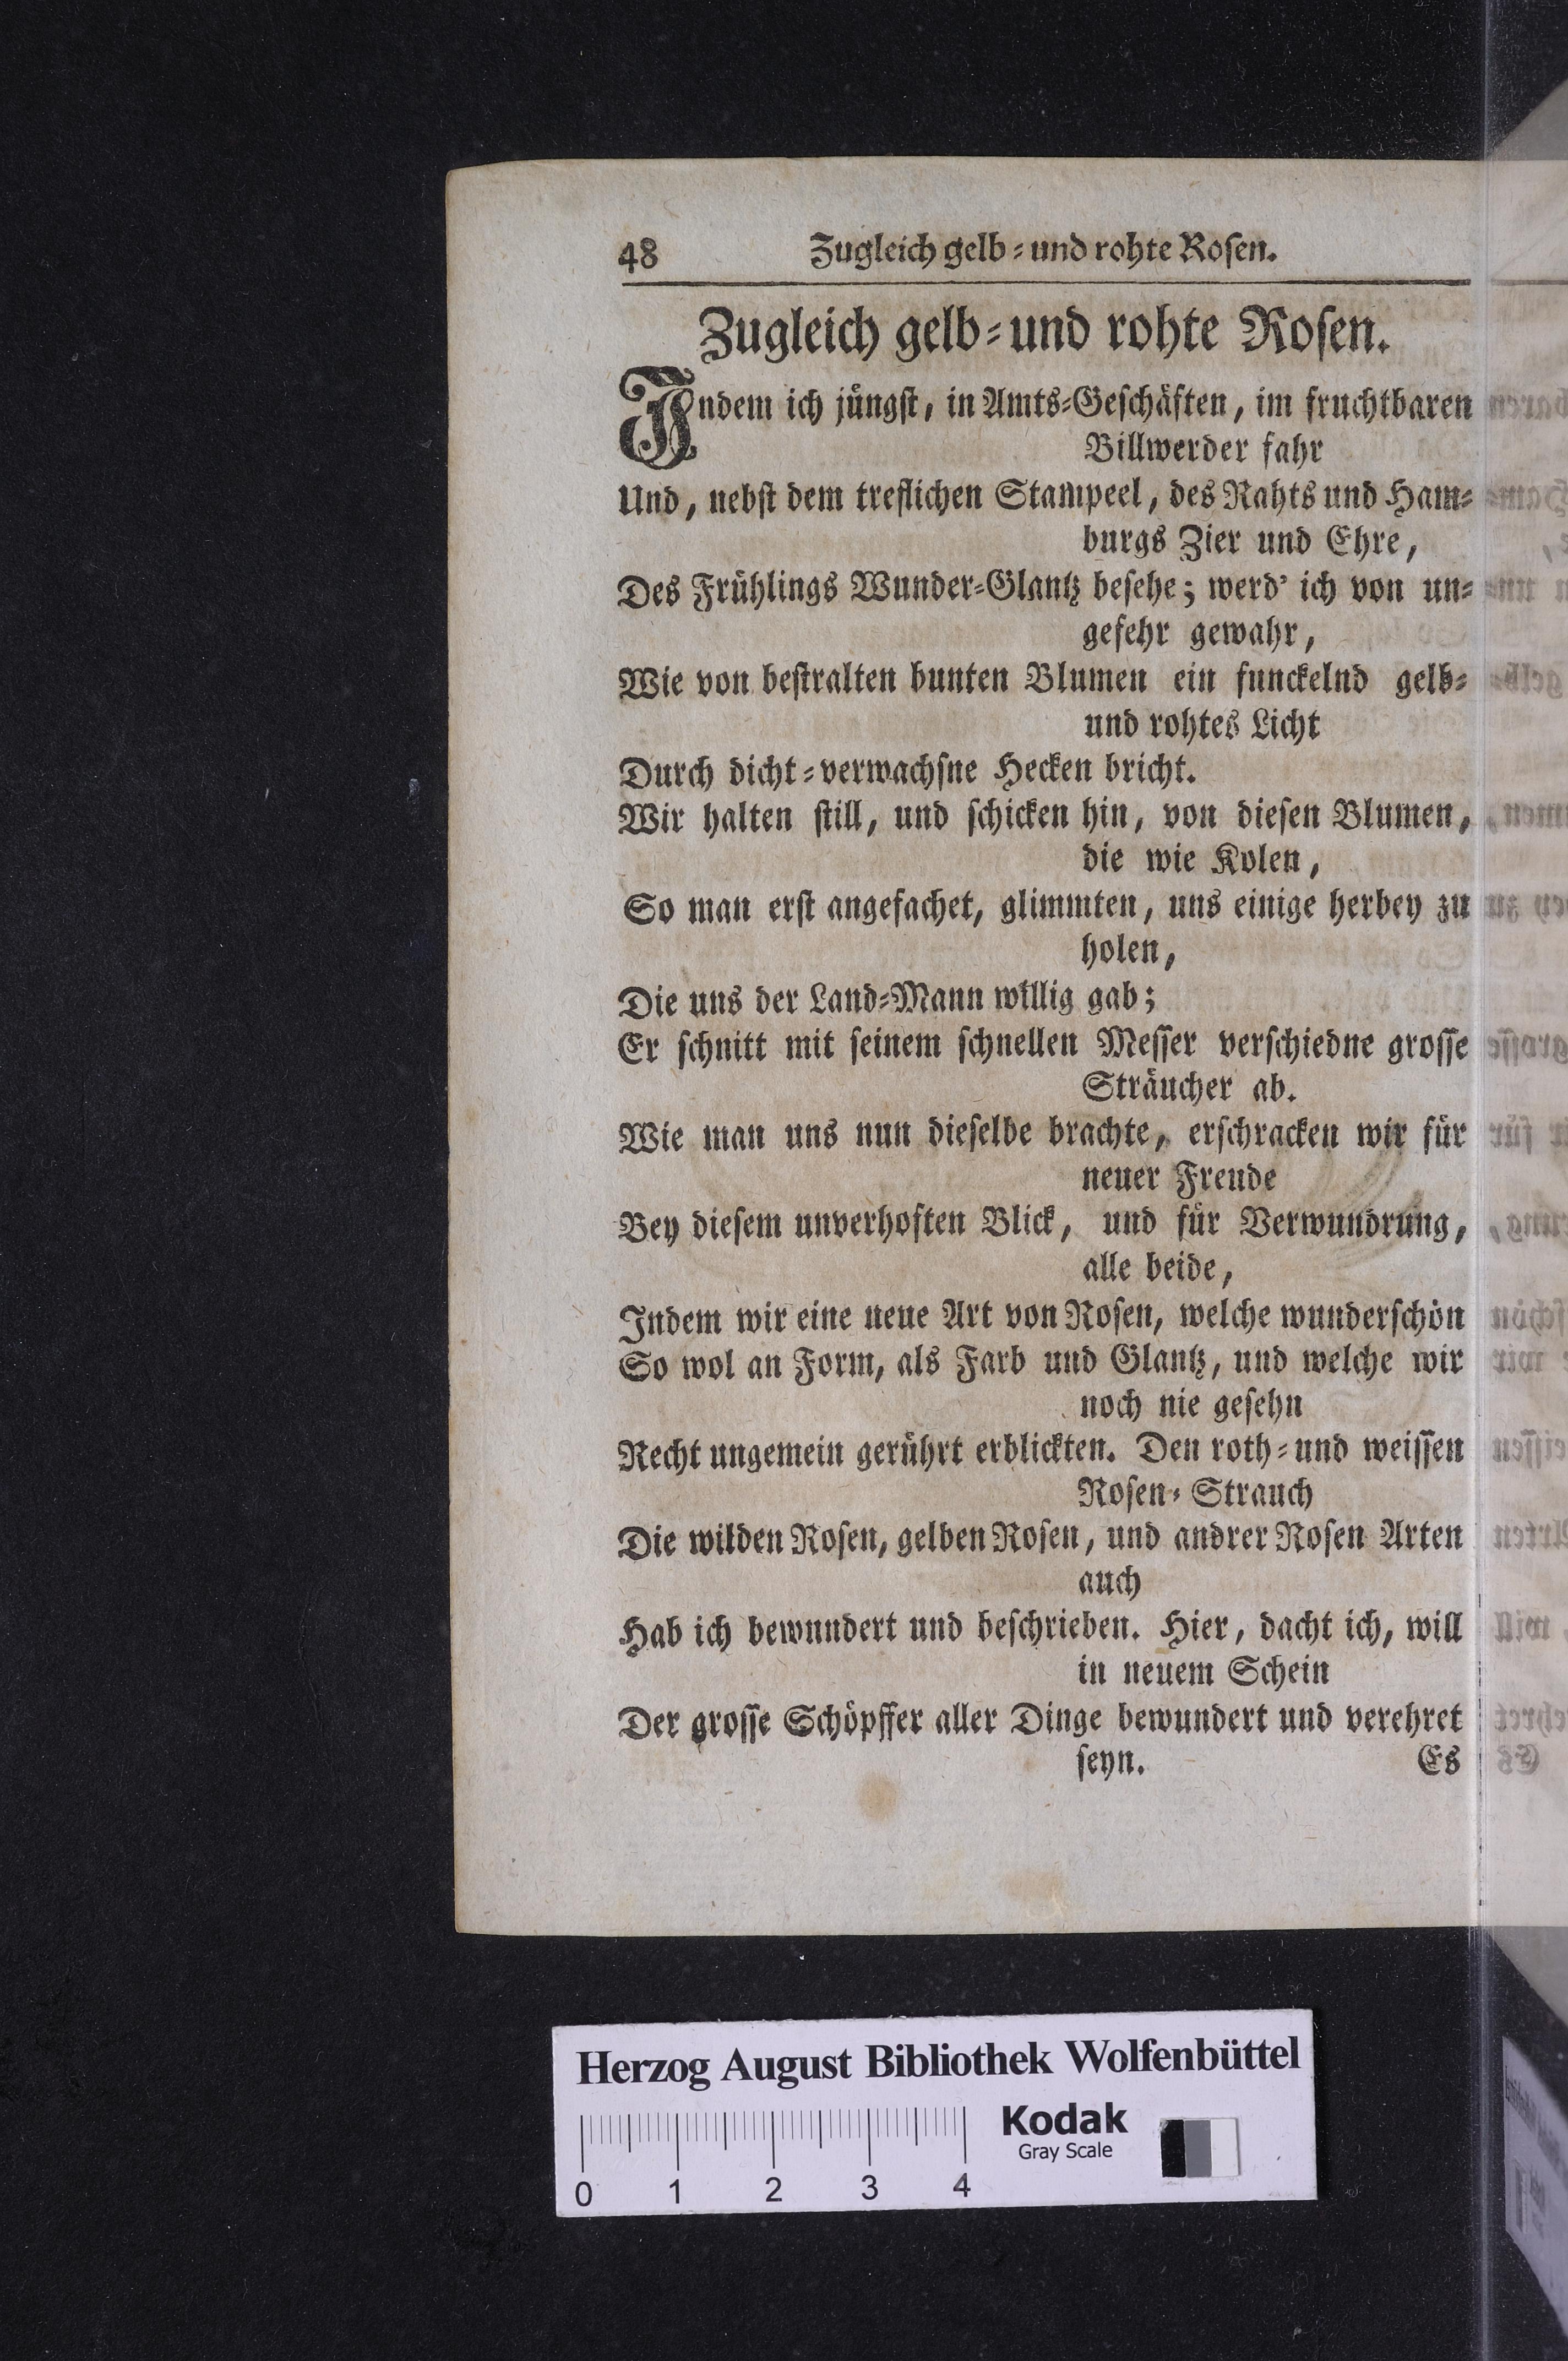 48 Zugleich gelb-und rohte Rosen.
Zugleich gelb-und rohte Rosen.
Indem ich jüngst, in Amts-Geschäften, im fruchtbaren
Billwerder fahr
Und, nebst dem treflichen Stampeel, des Rahts und Ham-
burgs Zier und Ehre,
Des Frühlings Wunder-Glantz besehe; werd' ich von un-
gefehr gewahr,
Wie von bestralten bunten Blumen ein funckelnd gelb-
und rohtes Licht
Durch dicht-verwachsne Hecken bricht.
Wir halten still, und schicken hin, von diesen Blumen,
die wie Kolen,
So man erst angefachet, glimmten, uns einige herbey zu
holen,
Die uns der Land-Mann willig gab;
Er schnitt mit seinem schnellen Messer verschiedne grosse
Sträucher ab.
Wie man uns nun dieselbe brachte, erschracken wir für
neuer Freude
Bey diesem unverhoften Blick, und für Verwundrung,
alle beide,
Indem wir eine neue Art von Rosen, welche wunderschön
So wol an Form, als Farb und Glantz, und welche wir
noch nie gesehn
Recht ungemein gerührt erblickten. Den roth-und weissen
Rosen-Strauch
Die wilden Rosen, gelben Rosen, und andrer Rosen Arten
auch
Hab ich bewundert und beschrieben. Hier, dacht ich, will
in neuem Schein
Der grosse Schöpffer aller Dinge bewundert und verehret
seyn. Es
Herzog August Bibliothek Wolfenbüttel
Kodak
Gray Scale
0 1 2 3 4